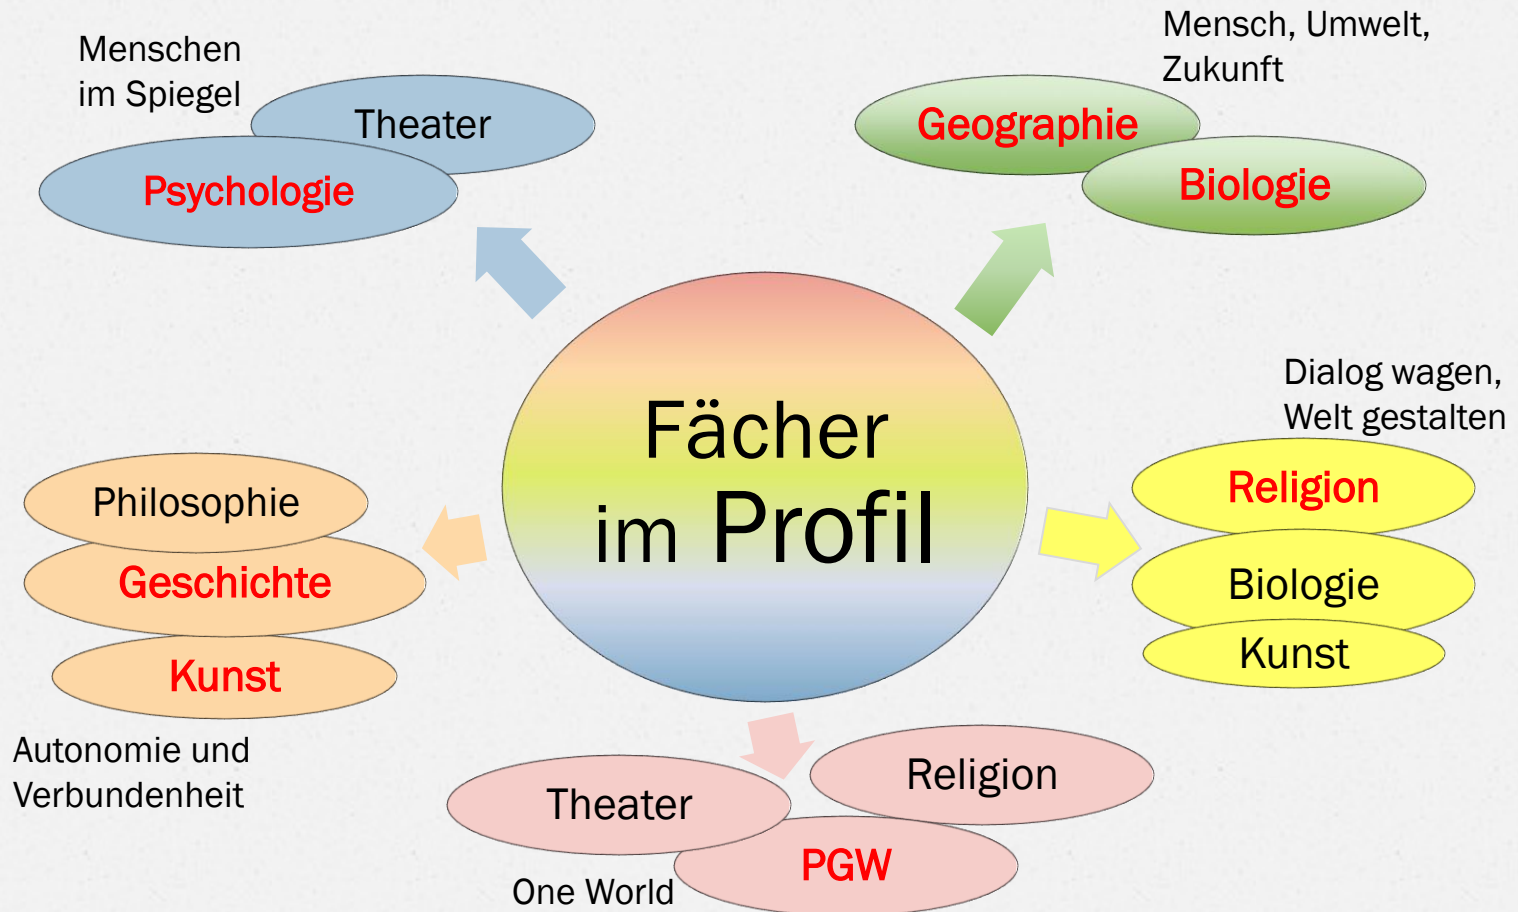 Menschen
im Spiegel
Theater
Psychologie
Mensch, Umwelt,
Zukunft
Geographie
Biologie
Fächer
im Profil
Dialog wagen,
Welt gestalten
Religion
Biologie
Kunst
Philosophie
Geschichte
Kunst
Autonomie und
Verbundenheit
Theater
Religion
PGW
One World